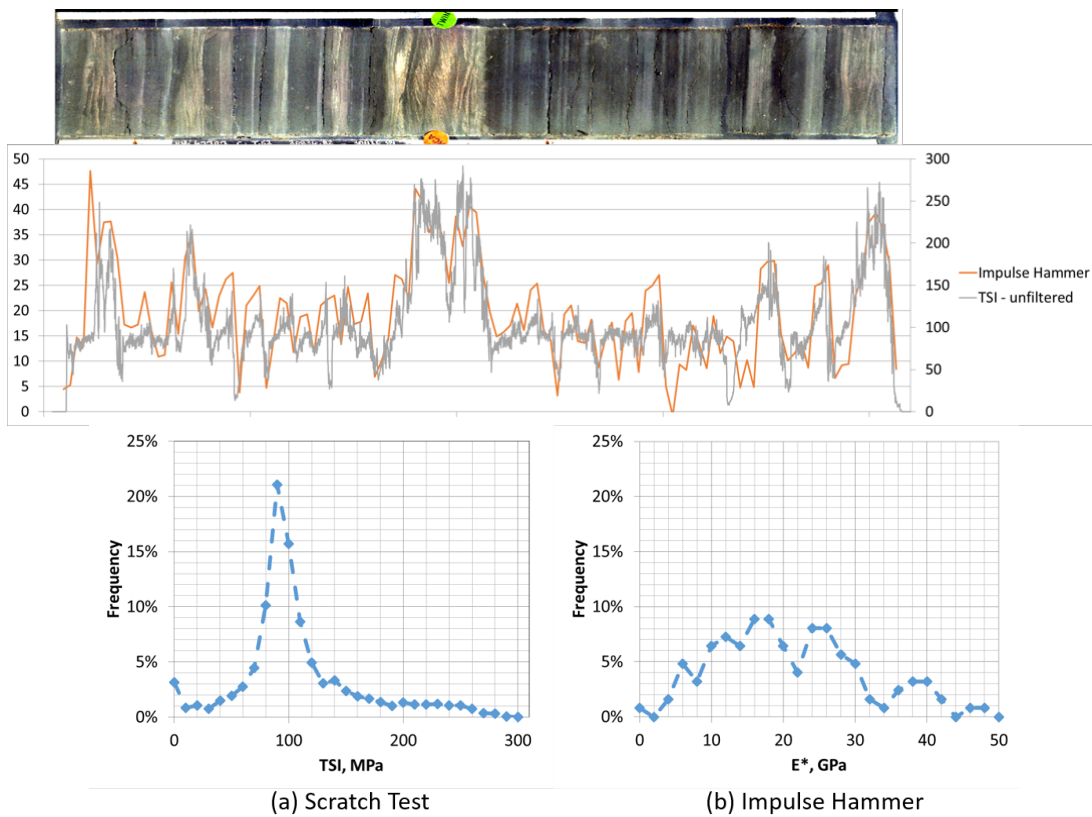 TWIN
50
45
40
35
30
25
20
15
10
5
0
300
250
200
150
100
50
0
Impulse Hammer
TSI - unfiltered
25%
20%
15%
10%
5%
0%
Frequency
0 100 200 300
TSI, MPa
(a) Scratch Test
25%
20%
15%
10%
5%
0%
Frequency
0 10 20 30 40 50
E*, GPa
(b) Impulse Hammer